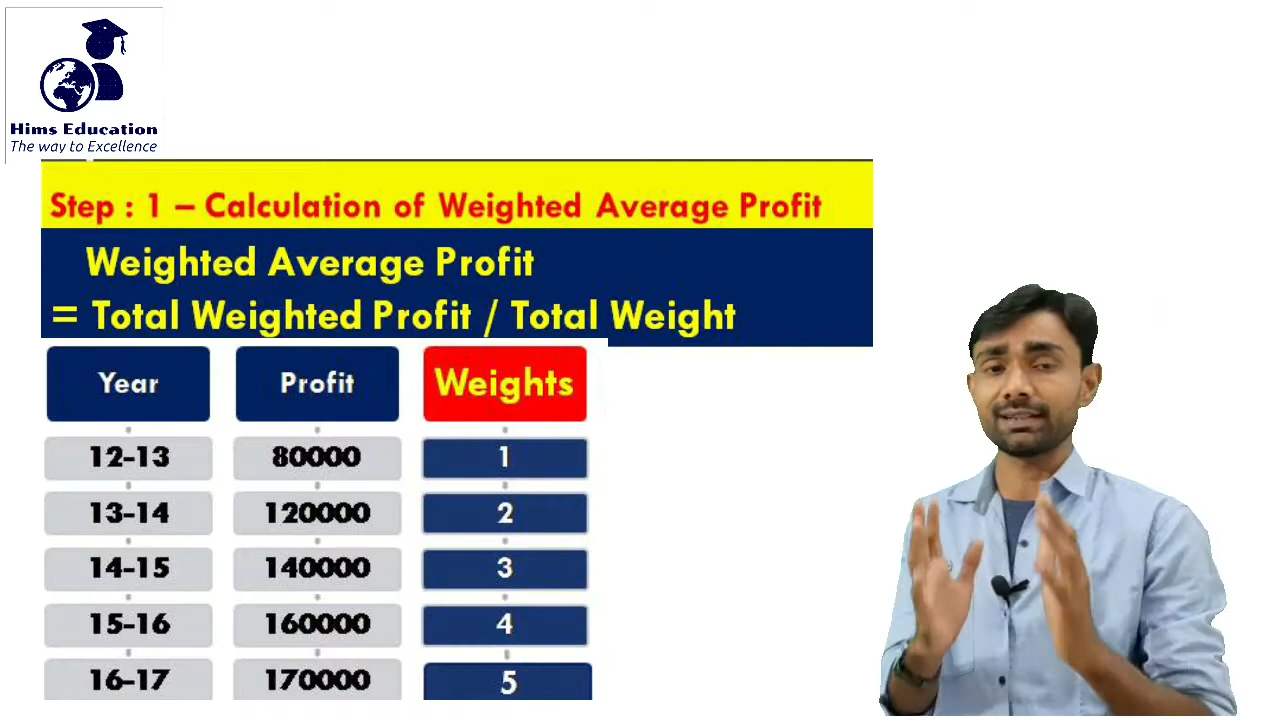 Hims Education
The way to Excellence
Step : 1 – Calculation of Weighted Average Profit
Weighted Average Profit
= Total Weighted Profit / Total Weight
Year Profit Weights
12-13 80000 1
13-14 120000 2
14-15 140000 3
15-16 160000 4
16-17 170000 5